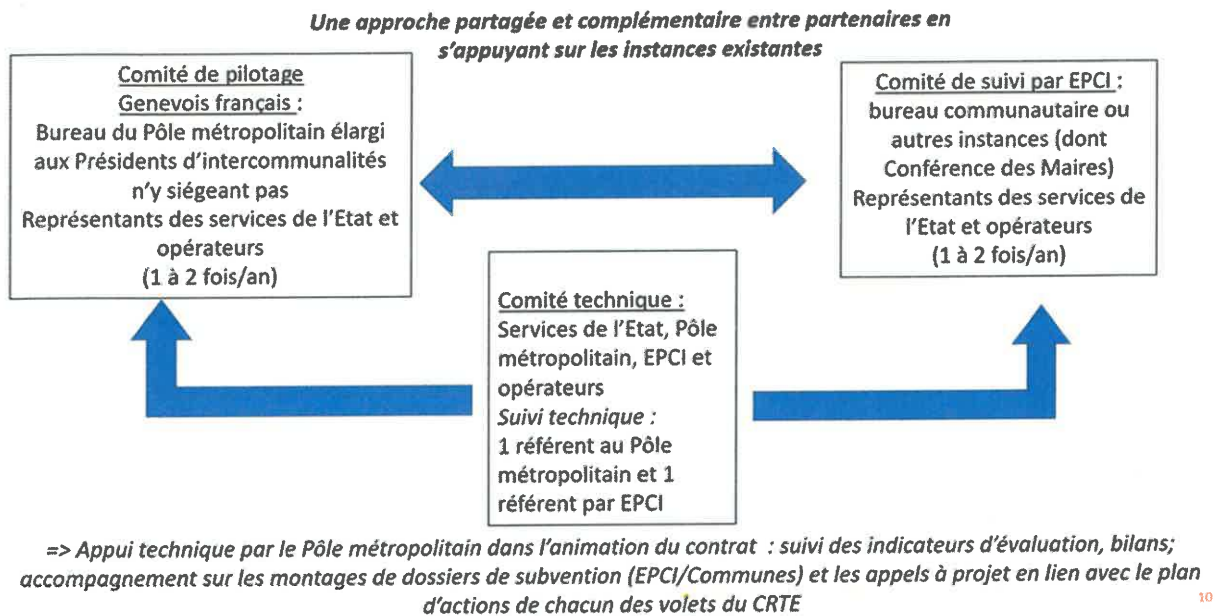 Une approche partagée et complémentaire entre partenaires en
s'appuyant sur les instances existantes
Comité de pilotage
Genevois français :
Bureau du Pôle métropolitain élargi
aux Présidents d'intercommunalités
n'y siégeant pas
Représentants des services de l'Etat et
opérateurs
(1 à 2 fois/an)
Comité de suivi par EPCI :
bureau communautaire ou
autres instances (dont
Conférence des Maires)
Représentants des services de
l'Etat et opérateurs
(1 à 2 fois/an)
Comité technique :
Services de l'Etat, Pôle
métropolitain, EPCI et
opérateurs
Suivi technique :
1 référent au Pôle
métropolitain et 1
référent par EPCI
=> Appui technique par le Pôle métropolitain dans l'animation du contrat : suivi des indicateurs d'évaluation, bilans;
accompagnement sur les montages de dossiers de subvention (EPCI/Communes) et les appels à projet en lien avec le plan
d'actions de chacun des volets du CRTE
10